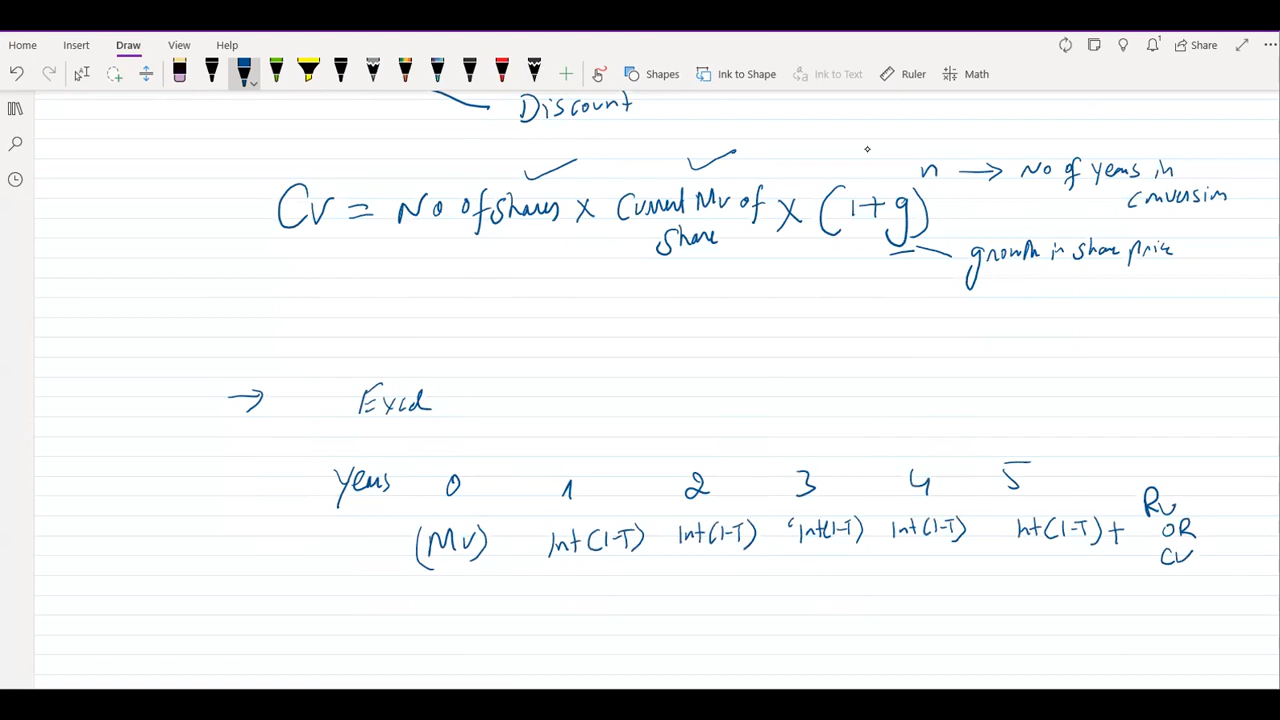 Home Insert Draw View Help
Share
Shapes Ink to Shape Ink to Text Ruler Math
Discount
n → No of years in conversion
CV = No of shares × Current MV of share × (1+g)
growth in share price
→ Excel
years 0 1 2 3 4 5
(MV) Int (1-T) Int (1-T) Int (1-T) Int (1-T) Int (1-T) + RV OR CV